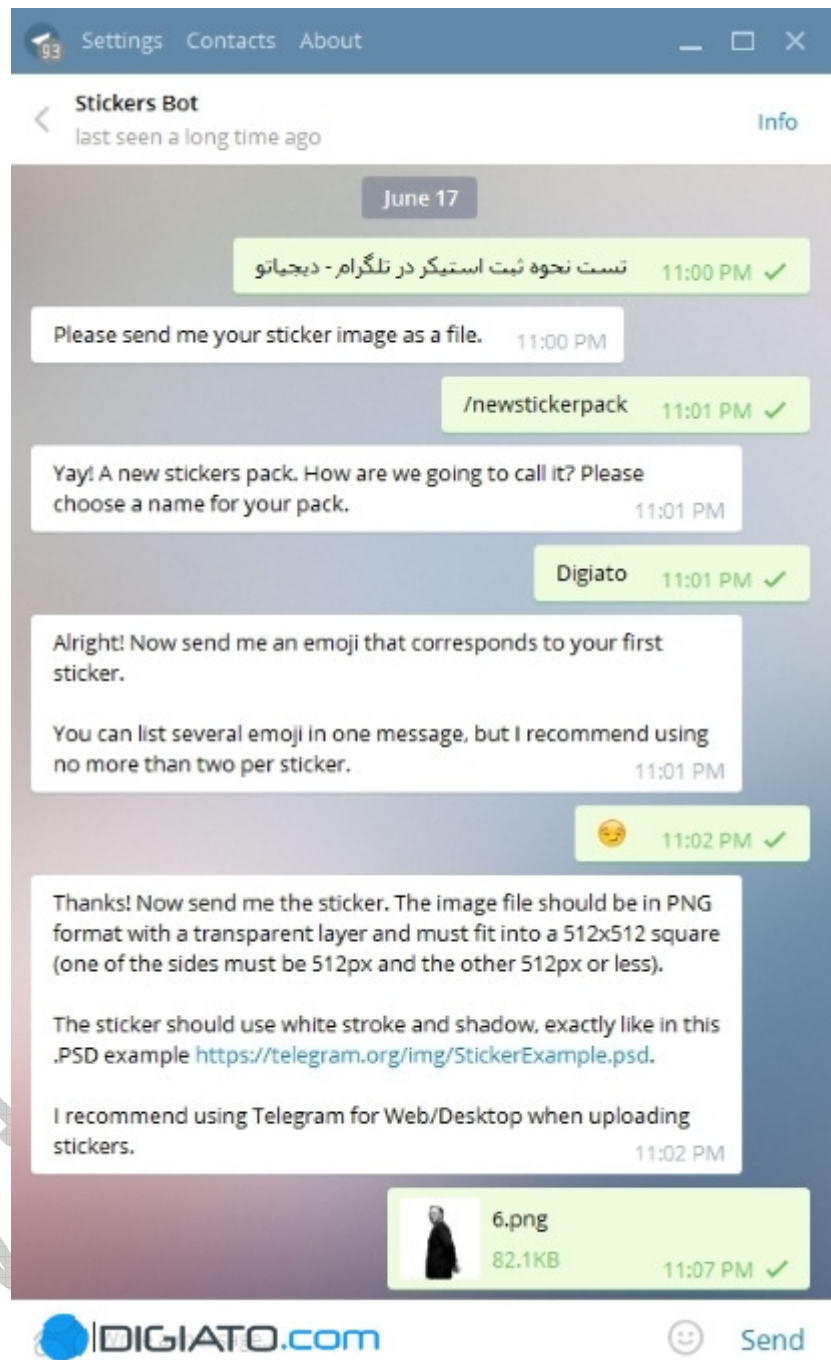 93
Settings Contacts About
Stickers Bot
last seen a long time ago
Info
June 17
تست نحوه ثبت استیکر در تلگرام - دیجیاتو
11:00 PM
Please send me your sticker image as a file.
11:00 PM
/newstickerpack
11:01 PM
Yay! A new stickers pack. How are we going to call it? Please
choose a name for your pack.
11:01 PM
Digiato
11:01 PM
Alright! Now send me an emoji that corresponds to your first
sticker.
You can list several emoji in one message, but I recommend using
no more than two per sticker.
11:01 PM
😏
11:02 PM
Thanks! Now send me the sticker. The image file should be in PNG
format with a transparent layer and must fit into a 512x512 square
(one of the sides must be 512px and the other 512px or less).
The sticker should use white stroke and shadow, exactly like in this
.PSD example https://telegram.org/img/StickerExample.psd.
I recommend using Telegram for Web/Desktop when uploading
stickers.
11:02 PM
6.png
82.1KB
11:07 PM
DIGIATO.com
Send